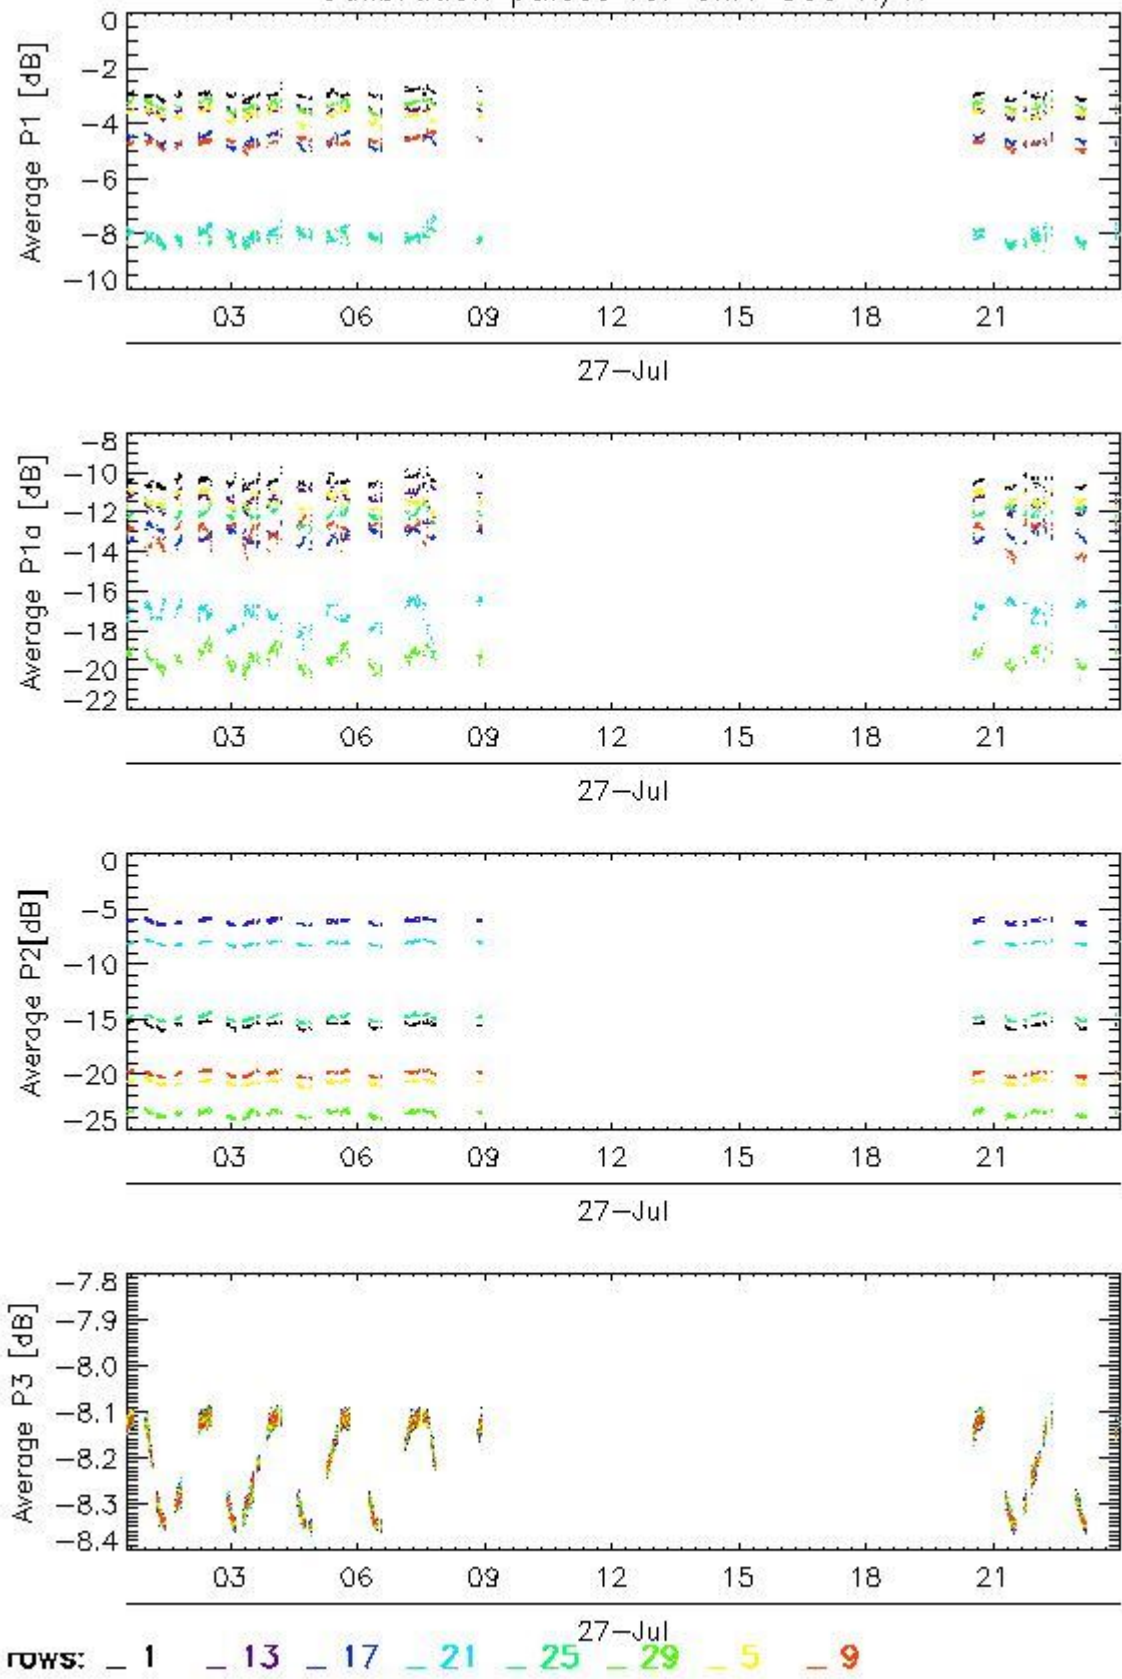 0
-2
-4
-6
-8
-10
Average P1 [dB]
03 06 09 12 15 18 21
27-Jul
-8
-10
-12
-14
-16
-18
-20
-22
Average P1a [dB]
03 06 09 12 15 18 21
27-Jul
0
-5
-10
-15
-20
-25
Average P2[dB]
03 06 09 12 15 18 21
27-Jul
-7.8
-7.9
-8.0
-8.1
-8.2
-8.3
-8.4
Average P3 [dB]
03 06 09 12 15 18 21
27-Jul
rows: _ 1 _ 13 _ 17 _ 21 _ 25 _ 29 _ 5 _ 9